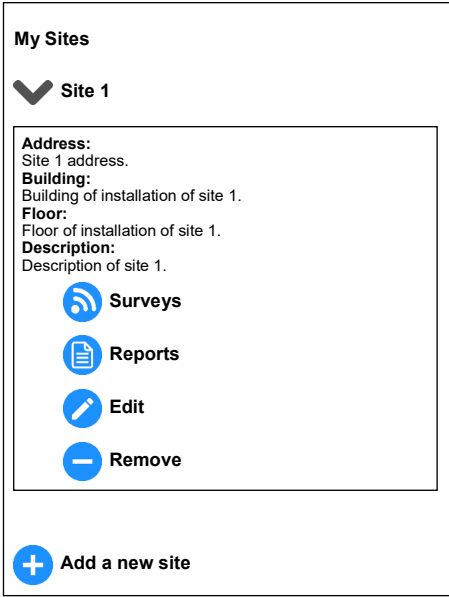 My Sites
Site 1
Address:
Site 1 address.
Building:
Building of installation of site 1.
Floor:
Floor of installation of site 1.
Description:
Description of site 1.
Surveys
Reports
Edit
Remove
Add a new site